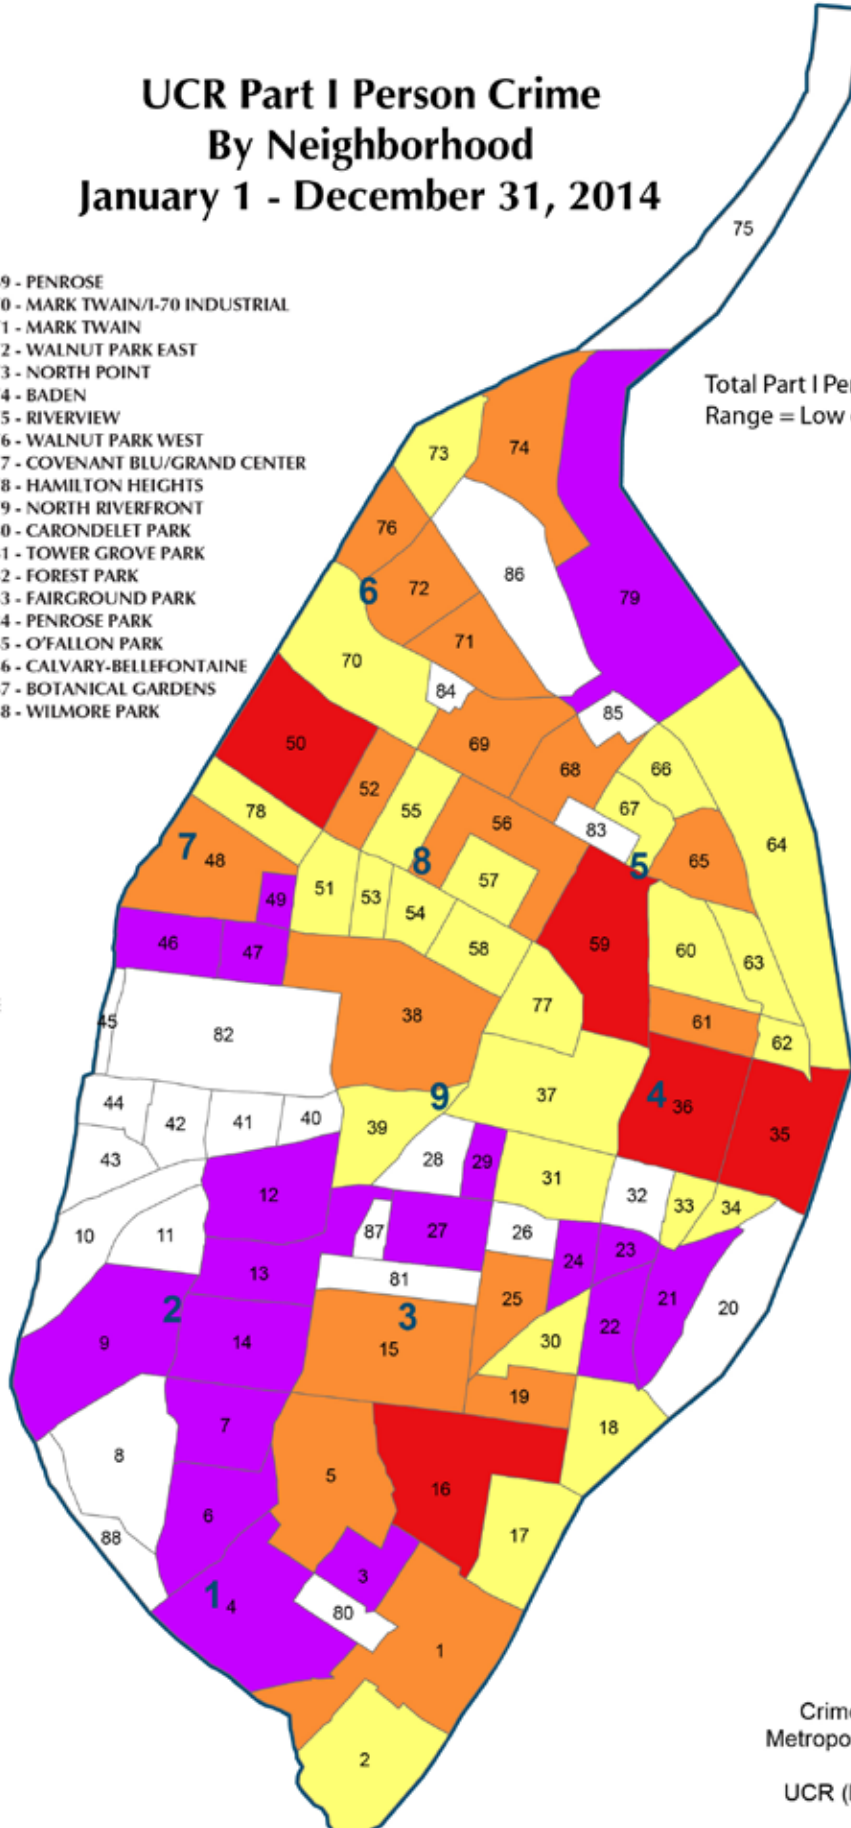 UCR Part I Person Crime
By Neighborhood
January 1 - December 31, 2014
75
9 - PENROSE
0 - MARK TWAIN/I-70 INDUSTRIAL
1 - MARK TWAIN
2 - WALNUT PARK EAST
3 - NORTH POINT
4 - BADEN
5 - RIVERVIEW
6 - WALNUT PARK WEST
7 - COVENANT BLU/GRAND CENTER
8 - HAMILTON HEIGHTS
9 - NORTH RIVERFRONT
0 - CARONDELET PARK
1 - TOWER GROVE PARK
2 - FOREST PARK
3 - FAIRGROUND PARK
4 - PENROSE PARK
5 - O'FALLON PARK
6 - CALVARY-BELLEFONTAINE
7 - BOTANICAL GARDENS
8 - WILMORE PARK
Total Part I Per
Range = Low
73 74
76
86
6 72 79
71
70
84
85
50 69
68 66
52
55 67
78 56 83
64
7 48 8 5 65
57
49 51 53 54
46 47 58 59 60 63
77
38 61
45 82 62
37 4 36
9
44 42 41 40 39 35
43 28 29
31
12 32 33 34
10 11 87 27 26 23
24
13 81 25 21
2 3 22 20
9 14 15 30
19
7 18
8 5
16
6 17
88
3
1 4 80
1
2
Crime
Metropo
UCR (